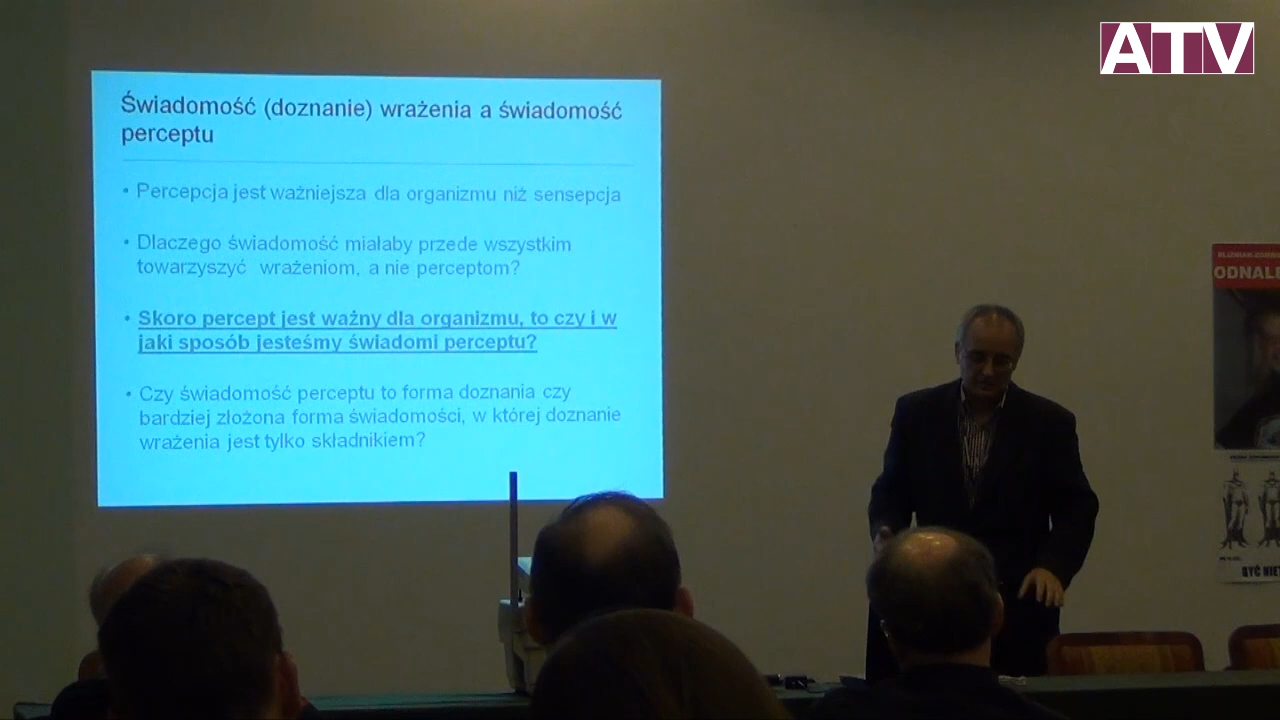 ATV
Świadomość (doznanie) wrażenia a świadomość
perceptu
• Percepcja jest ważniejsza dla organizmu niż sensepcja
• Dlaczego świadomość miałaby przede wszystkim
towarzyszyć wrażeniom, a nie perceptom?
• Skoro percept jest ważny dla organizmu, to czy i w
jaki sposób jesteśmy świadomi perceptu?
• Czy świadomość perceptu to forma doznania czy
bardziej złożona forma świadomości, w której doznanie
wrażenia jest tylko składnikiem?
BYĆ